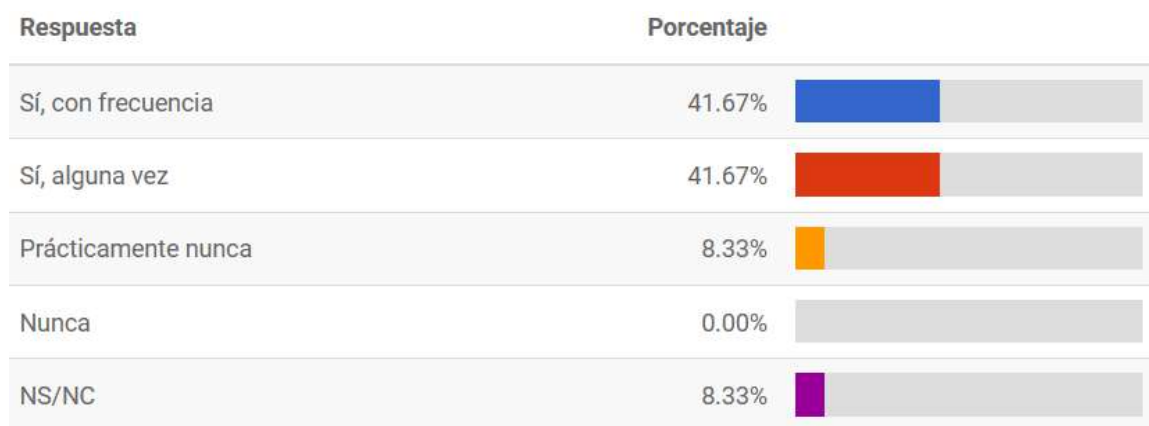 Respuesta Porcentaje
Sí, con frecuencia 41.67%
Sí, alguna vez 41.67%
Prácticamente nunca 8.33%
Nunca 0.00%
NS/NC 8.33%